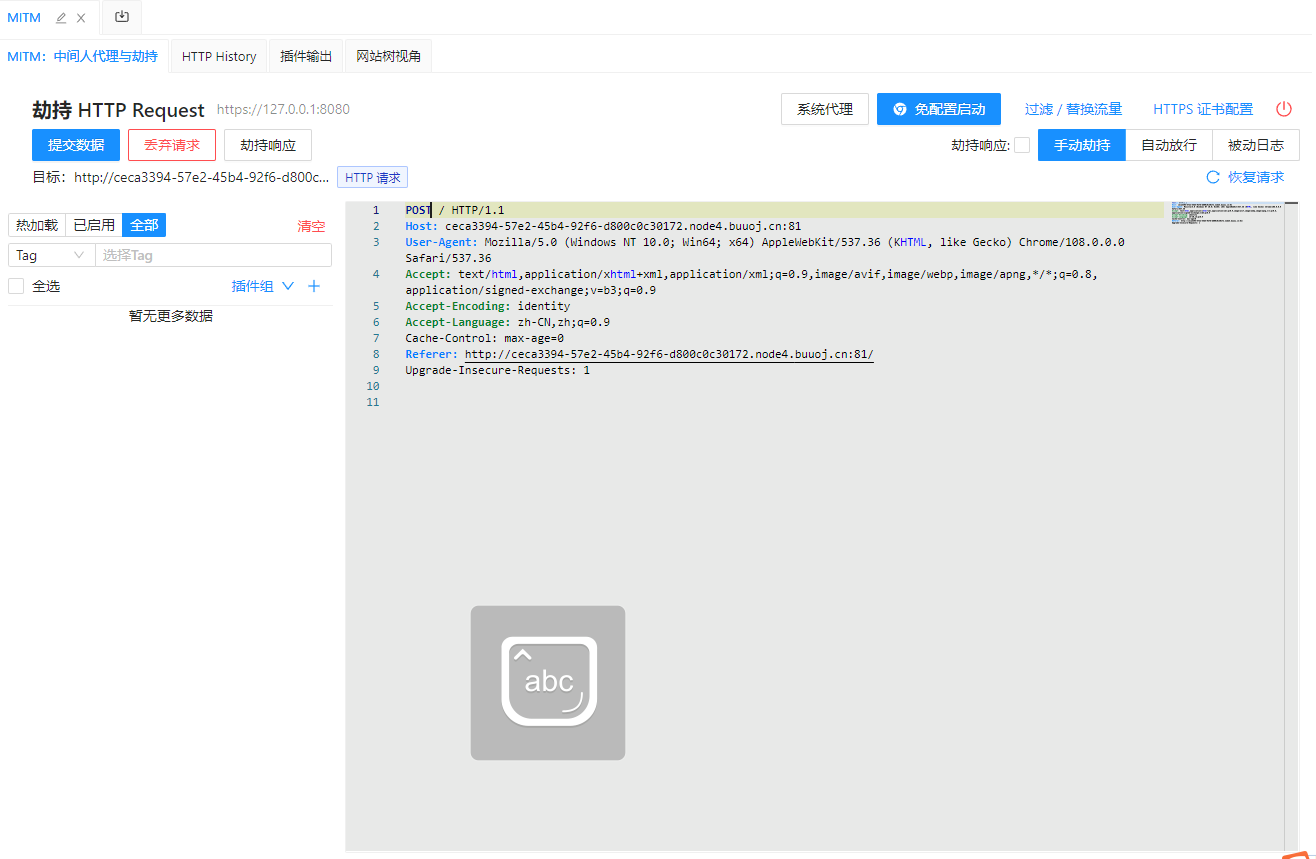 MITM
MITM：中间人代理与劫持 HTTP History 插件输出 网站树视角
劫持 HTTP Request https://127.0.0.1:8080 系统代理 免配置启动 过滤 / 替换流量 HTTPS 证书配置
提交数据 丢弃请求 劫持响应 劫持响应: 手动劫持 自动放行 被动日志
目标：http://ceca3394-57e2-45b4-92f6-d800c... HTTP 请求 恢复请求
热加载 已启用 全部 清空
Tag 选择Tag
全选 插件组
暂无更多数据
1 POST / HTTP/1.1
2 Host: ceca3394-57e2-45b4-92f6-d800c0c30172.node4.buuoj.cn:81
3 User-Agent: Mozilla/5.0 (Windows NT 10.0; Win64; x64) AppleWebKit/537.36 (KHTML, like Gecko) Chrome/108.0.0.0
Safari/537.36
4 Accept: text/html,application/xhtml+xml,application/xml;q=0.9,image/avif,image/webp,image/apng,*/*;q=0.8,
application/signed-exchange;v=b3;q=0.9
5 Accept-Encoding: identity
6 Accept-Language: zh-CN,zh;q=0.9
7 Cache-Control: max-age=0
8 Referer: http://ceca3394-57e2-45b4-92f6-d800c0c30172.node4.buuoj.cn:81/
9 Upgrade-Insecure-Requests: 1
10
11
abc